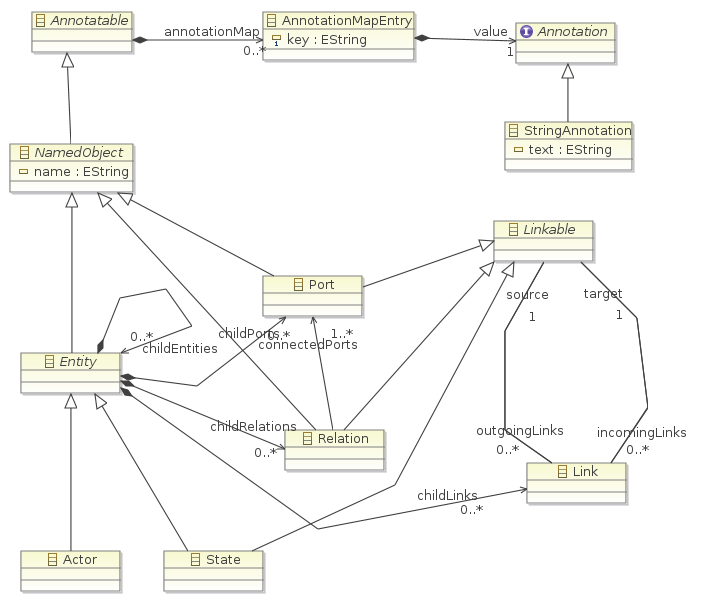 Annotatable
annotationMap
0..*
AnnotationMapEntry
key : EString
value
1
I
Annotation
StringAnnotation
text : EString
NamedObject
name : EString
Linkable
Port
source
1
target
1
0..*
childEntities
childPorts
0..*
1..*
connectedPorts
Entity
childRelations
0..*
Relation
outgoingLinks
0..*
incomingLinks
0..*
Link
childLinks
0..*
Actor
State